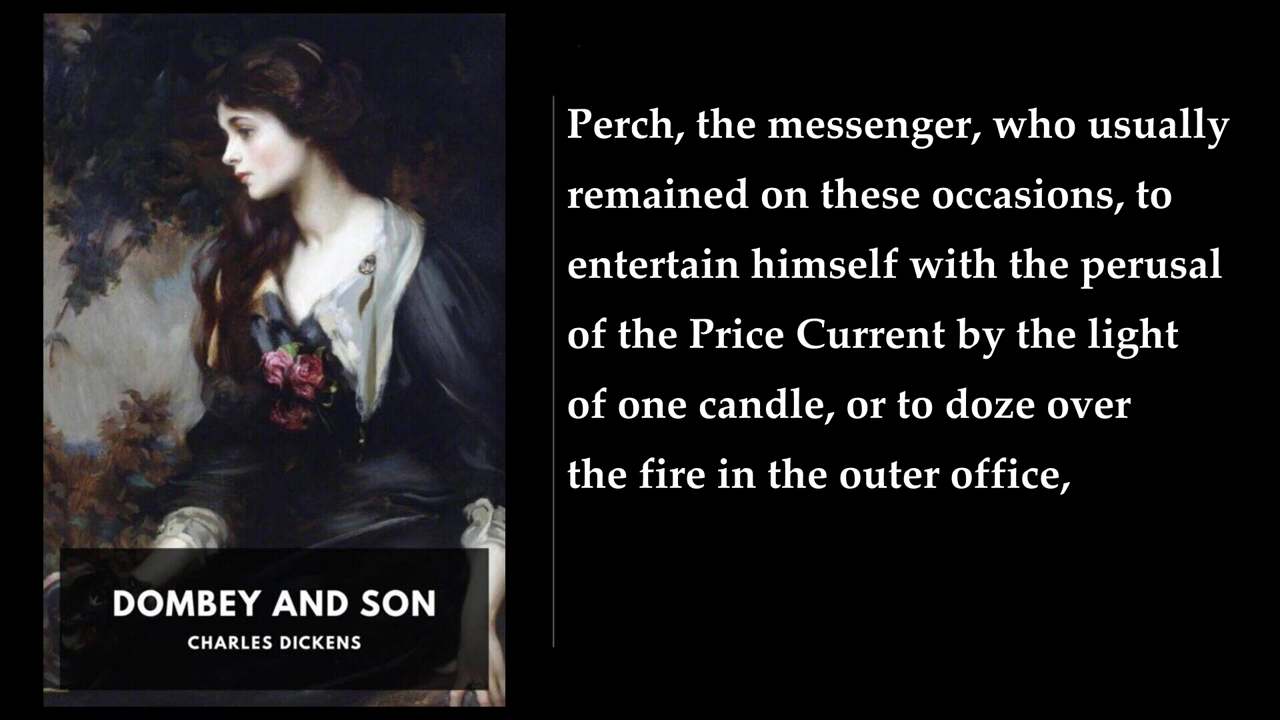 Perch, the messenger, who usually
remained on these occasions, to
entertain himself with the perusal
of the Price Current by the light
of one candle, or to doze over
the fire in the outer office,
DOMBEY AND SON
CHARLES DICKENS